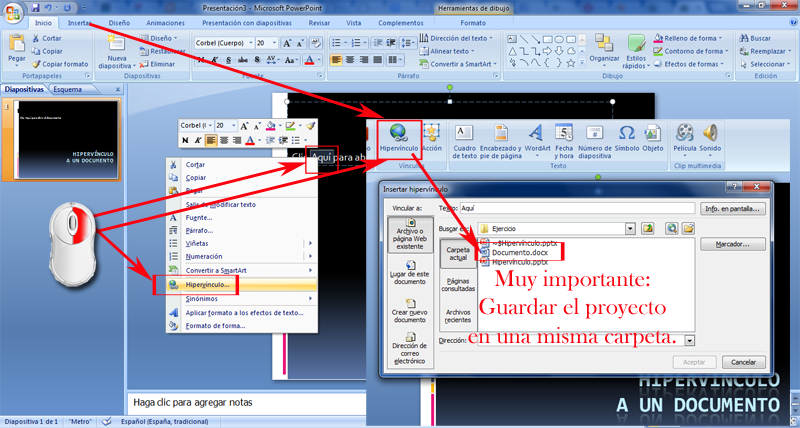 Presentación3 - Microsoft PowerPoint
Herramientas de dibujo
Inicio Insertar Diseño Animaciones Presentación con diapositivas Revisar Vista Complementos Formato
Pegar
Cortar
Copiar
Copiar formato
Portapapeles
Nueva diapositiva
Diseño
Restablecer
Eliminar
Diapositivas
Corbel (Cuerpo) 20
Fuente
Dirección del texto
Alinear texto
Convertir a SmartArt
Párrafo
Organizar
Estilos rápidos
Relleno de forma
Contorno de forma
Efectos de formas
Dibujo
Buscar
Reemplazar
Seleccionar
Edición
Diapositivas Esquema
1
HIPERVÍNCULO
A UN DOCUMENTO
Corbel ( 20
Cortar
Copiar
Pegar
Salir de modificar texto
Fuente...
Párrafo...
Viñetas
Numeración
Convertir a SmartArt
Hipervínculo...
Sinónimos
Aplicar formato a los efectos de texto...
Formato de forma...
Aquí para ab
Hipervínculo
Acción
Vínculos
Cuadro de texto
Encabezado y pie de página
WordArt
Fecha y hora
Número de diapositiva
Símbolo
Objeto
Texto
Película
Sonido
Clip multimedia
Insertar hipervínculo
Vincular a:
Texto: Aquí
Info. en pantalla...
Archivo o página Web existente
Buscar en: Ejercicio
Marcador...
Carpeta actual
~$Hipervínculo.pptx
Documento.docx
Hipervínculo.pptx
Lugar de este documento
Páginas consultadas
Crear nuevo documento
Archivos recientes
Dirección de correo electrónico
Dirección:
Aceptar
Cancelar
Muy importante:
Guardar el proyecto
en una misma carpeta.
HIPERVÍNCULO
A UN DOCUMENTO
Haga clic para agregar notas
Diapositiva 1 de 1 "Metro" Español (España, tradicional)